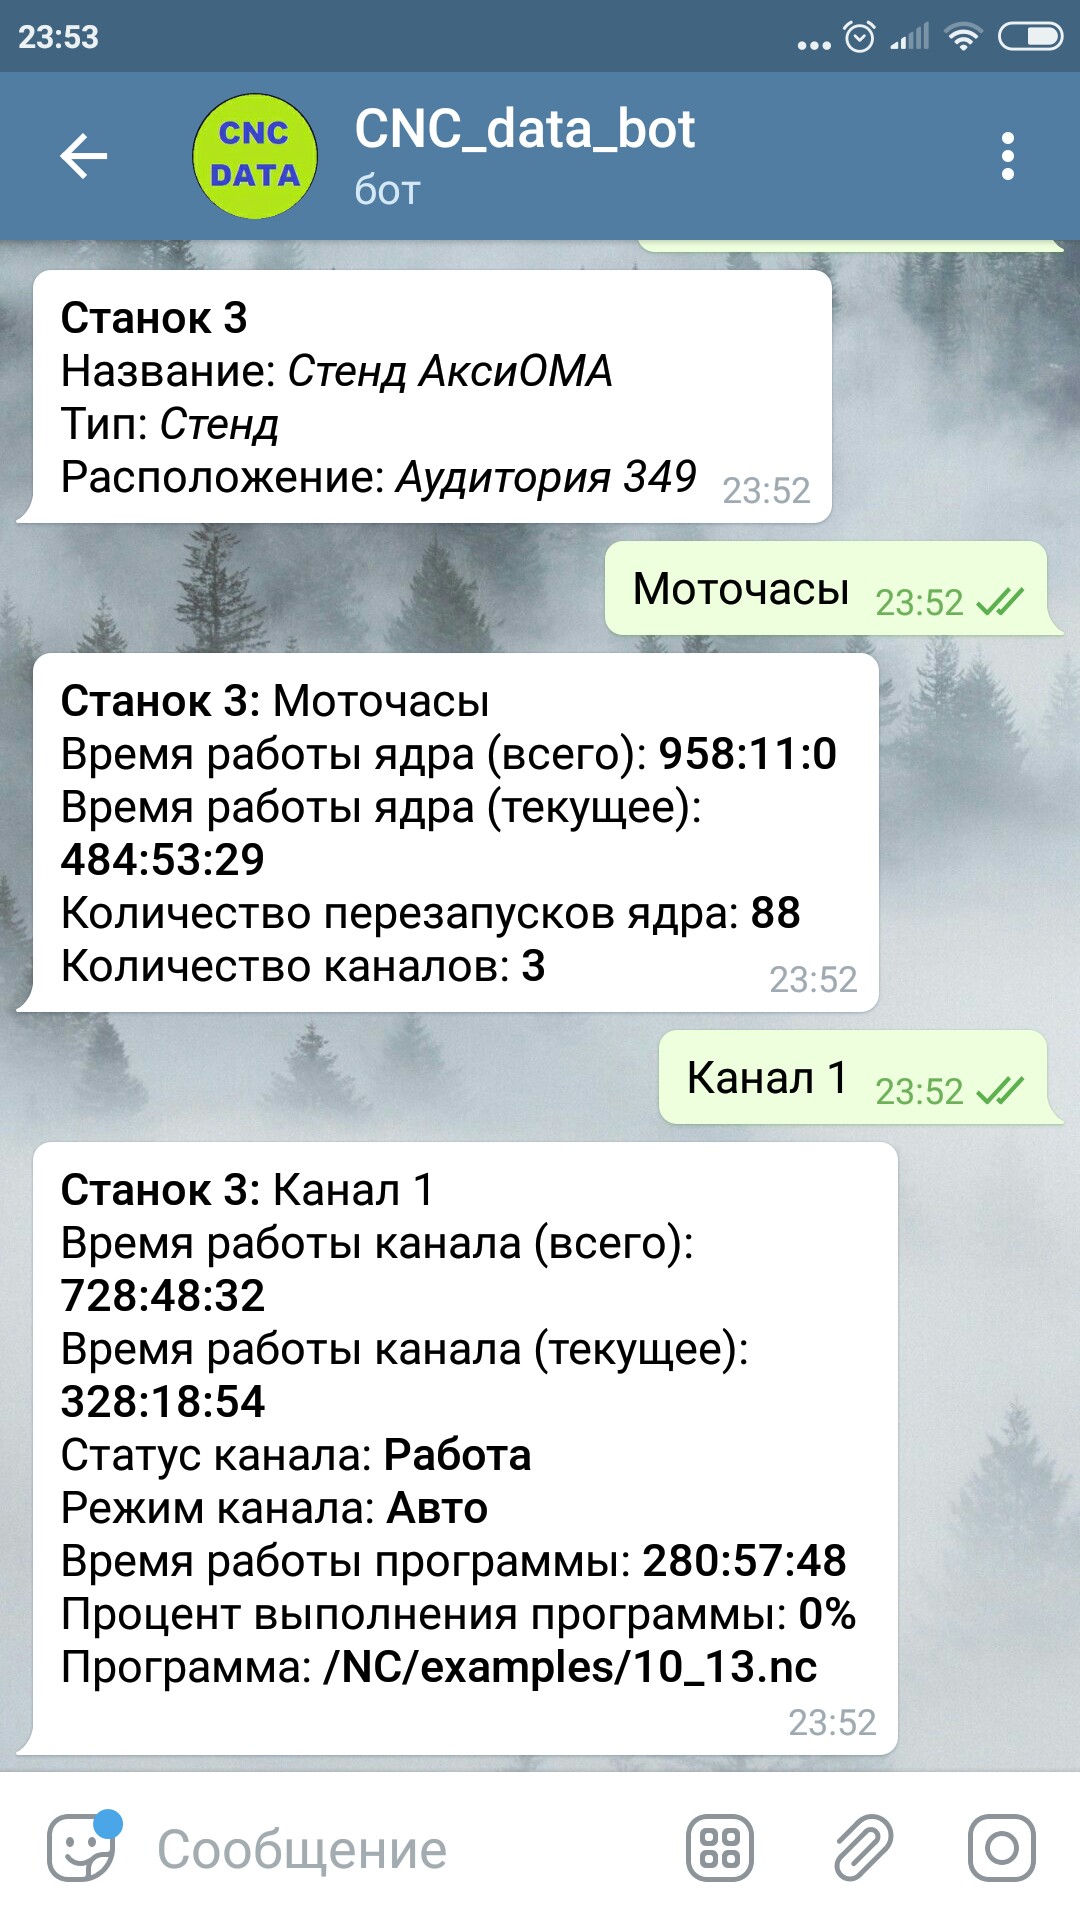 23:53
CNC
DATA
CNC_data_bot
бот
Станок 3
Название: Стенд АксиОМА
Тип: Стенд
Расположение: Аудитория 349 23:52
Моточасы 23:52
Станок 3: Моточасы
Время работы ядра (всего): 958:11:0
Время работы ядра (текущее):
484:53:29
Количество перезапусков ядра: 88
Количество каналов: 3 23:52
Канал 1 23:52
Станок 3: Канал 1
Время работы канала (всего):
728:48:32
Время работы канала (текущее):
328:18:54
Статус канала: Работа
Режим канала: Авто
Время работы программы: 280:57:48
Процент выполнения программы: 0%
Программа: /NC/examples/10_13.nc
23:52
Сообщение